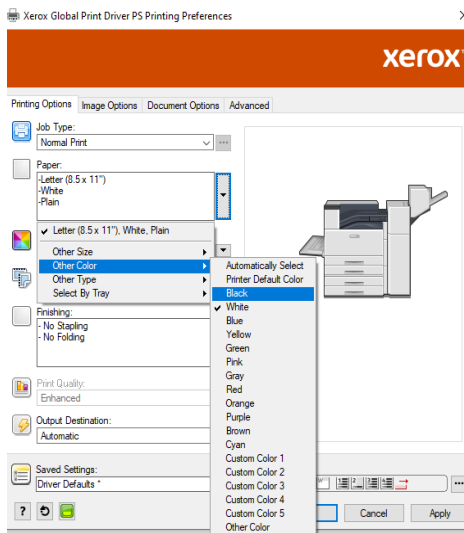 Xerox Global Print Driver PS Printing Preferences
xerox
Printing Options Image Options Document Options Advanced
Job Type:
Normal Print
Paper:
-Letter (8.5 x 11")
-White
-Plain
Letter (8.5 x 11"), White, Plain
Other Size
Other Color
Other Type
Select By Tray
Automatically Select
Printer Default Color
Black
White
Blue
Yellow
Green
Pink
Gray
Red
Orange
Purple
Brown
Cyan
Custom Color 1
Custom Color 2
Custom Color 3
Custom Color 4
Custom Color 5
Other Color
Finishing:
- No Stapling
- No Folding
Print Quality:
Enhanced
Output Destination:
Automatic
Saved Settings:
Driver Defaults *
?
Cancel
Apply